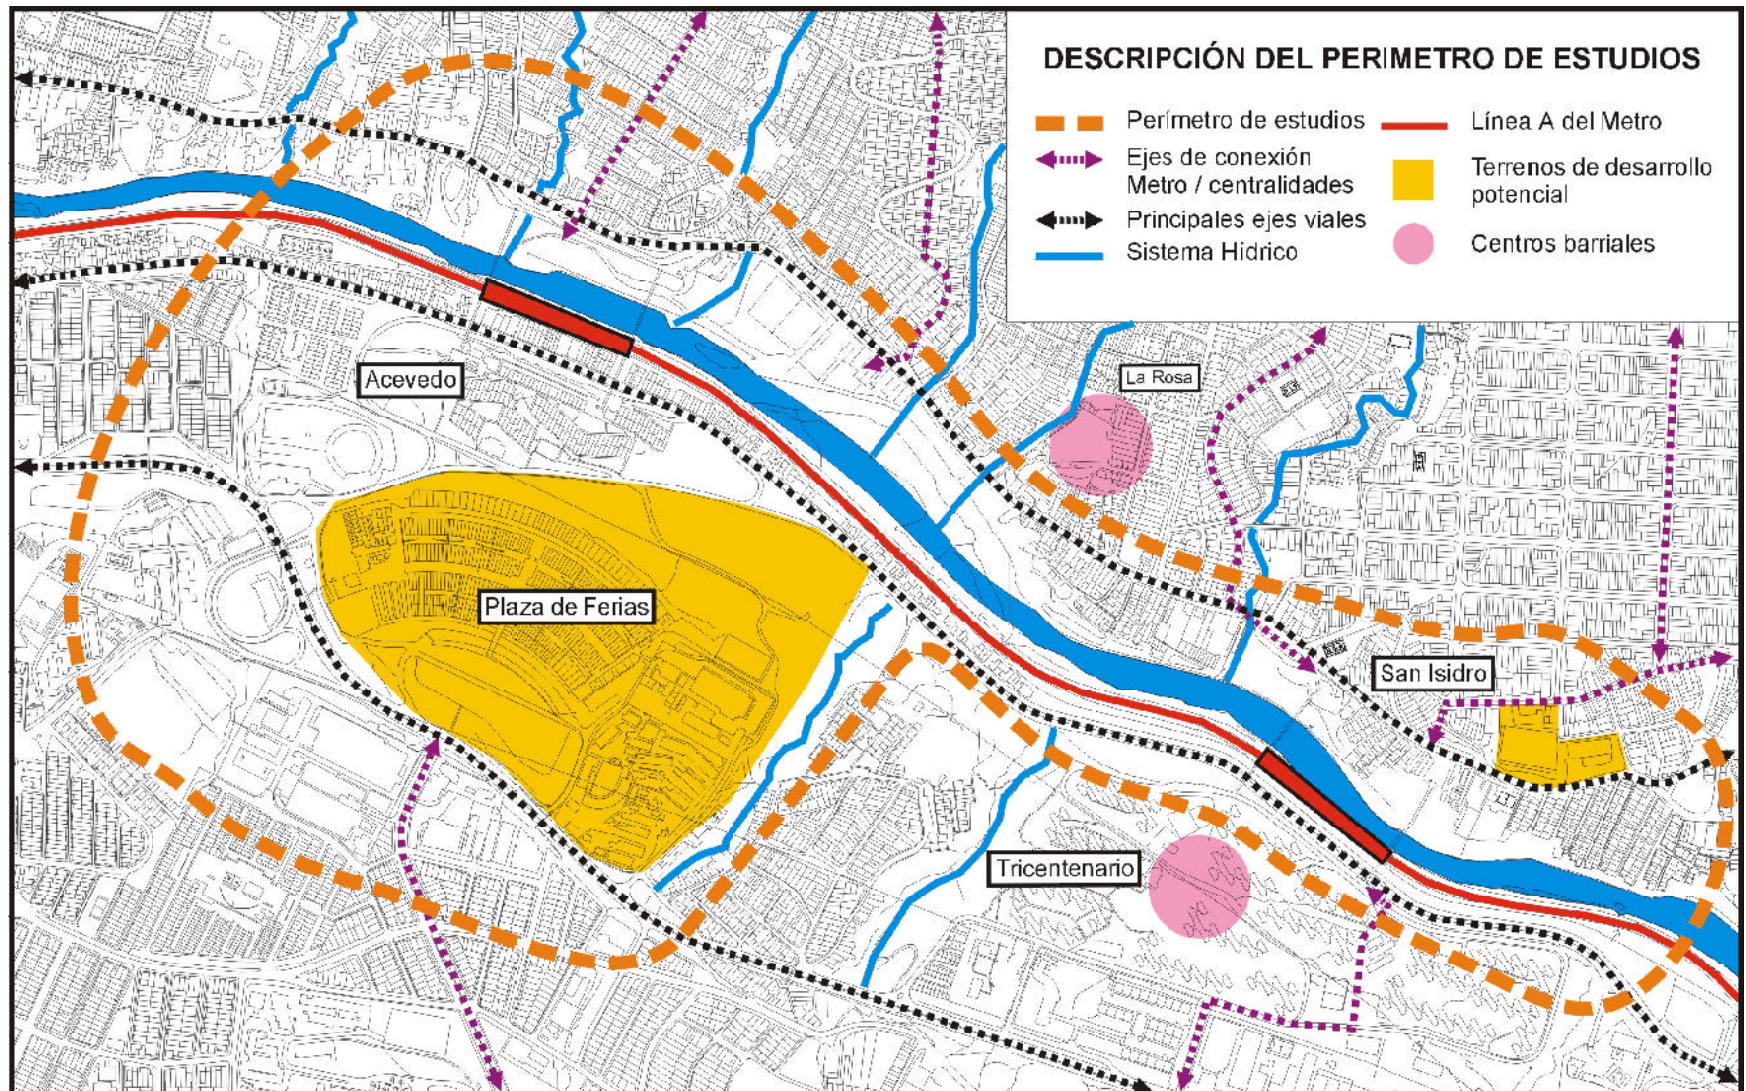 DESCRIPCIÓN DEL PERIMETRO DE ESTUDIOS
Perímetro de estudios
Ejes de conexión
Metro / centralidades
Principales ejes viales
Sistema Hídrico
Línea A del Metro
Terrenos de desarrollo
potencial
Centros barriales
Acevedo
La Rosa
Plaza de Ferias
San Isidro
Tricentenario